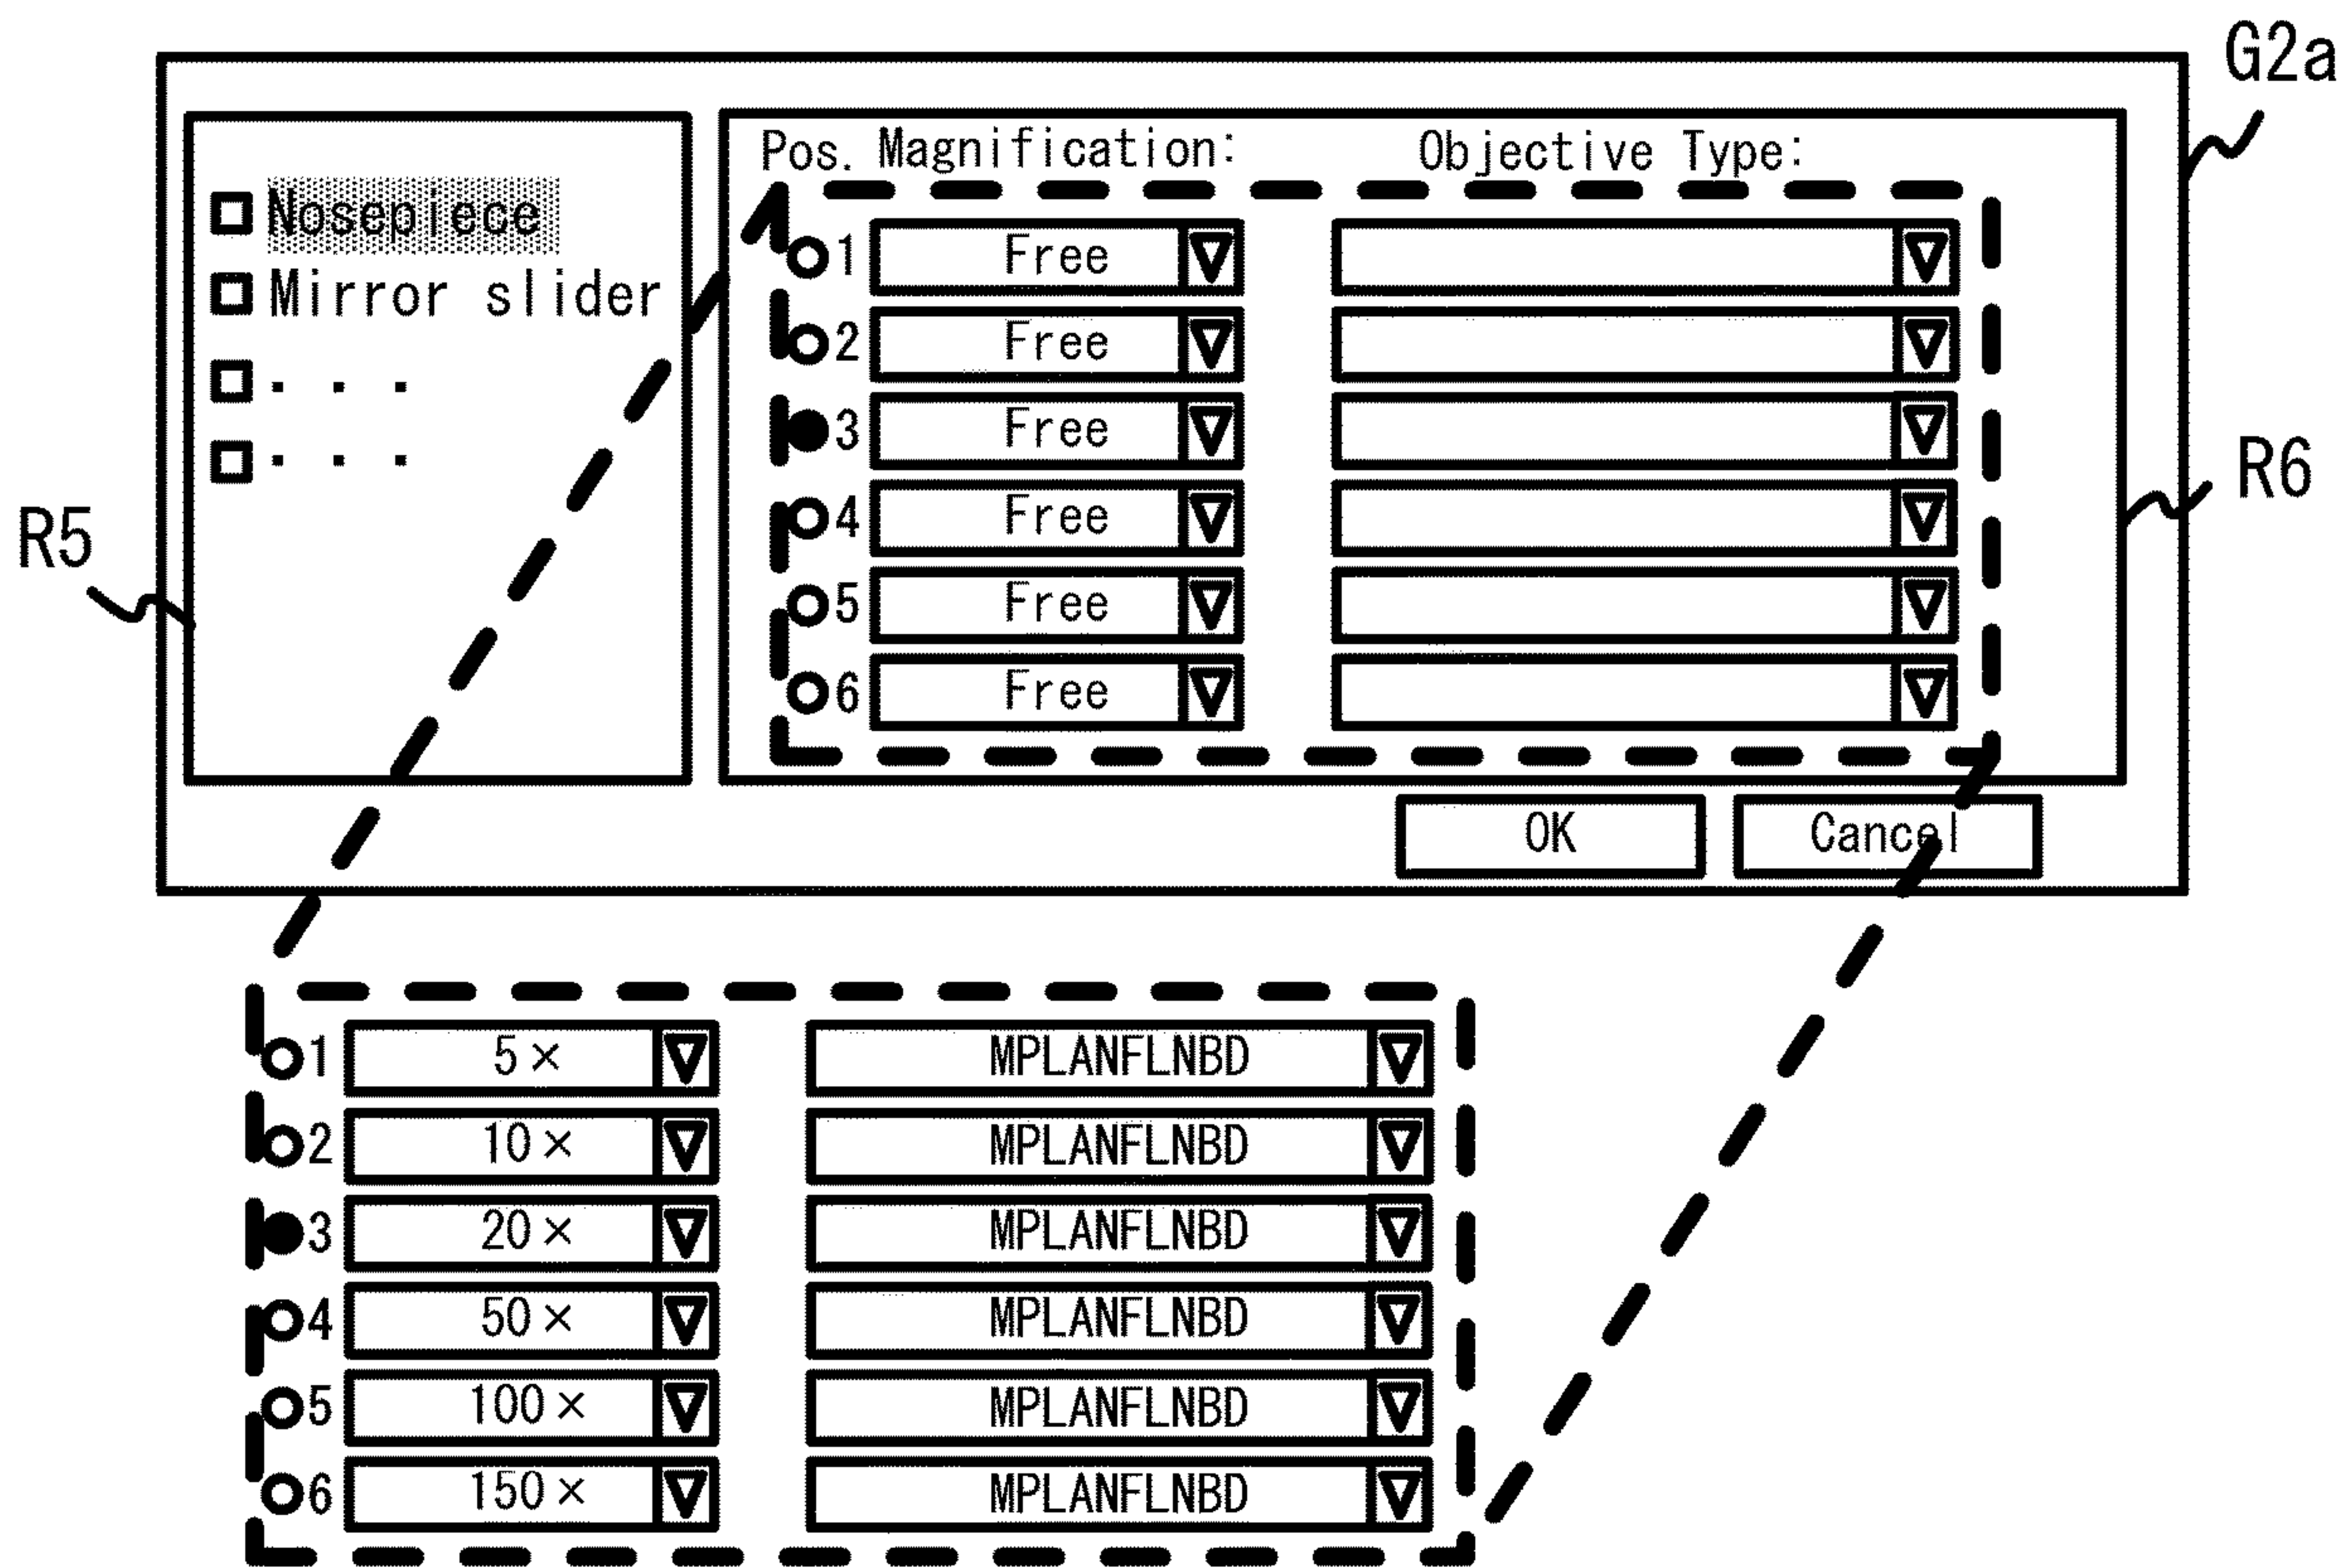 G2a
Pos. Magnification: Objective Type:
Nosepiece
Mirror slider
. . .
. . .
1 Free
2 Free
3 Free
4 Free
5 Free
6 Free
R5
R6
OK Cancel
1 5× MPLANFLNBD
2 10× MPLANFLNBD
3 20× MPLANFLNBD
4 50× MPLANFLNBD
5 100× MPLANFLNBD
6 150× MPLANFLNBD